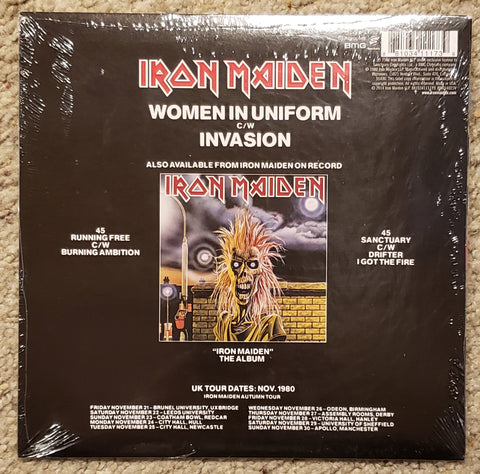 BMG
IRON MAIDEN
WOMEN IN UNIFORM
C/W
INVASION
ALSO AVAILABLE FROM IRON MAIDEN ON RECORD
IRON MAIDEN
45
RUNNING FREE
C/W
BURNING AMBITION
45
SANCTUARY
C/W
DRIFTER
I GOT THE FIRE
"IRON MAIDEN"
THE ALBUM
UK TOUR DATES: NOV. 1980
IRON MAIDEN AUTUMN TOUR
FRIDAY NOVEMBER 21 - BRUNEL UNIVERSITY, UXBRIDGE
SATURDAY NOVEMBER 22 - LEEDS UNIVERSITY
SUNDAY NOVEMBER 23 - COATHAM BOWL, REDCAR
MONDAY NOVEMBER 24 - CITY HALL, HULL
TUESDAY NOVEMBER 25 - CITY HALL, NEWCASTLE
WEDNESDAY NOVEMBER 26 - ODEON, BIRMINGHAM
THURSDAY NOVEMBER 27 - ASSEMBLY ROOMS, DERBY
FRIDAY NOVEMBER 28 - VICTORIA HALL, HANLEY
SATURDAY NOVEMBER 29 - UNIVERSITY OF SHEFFIELD
SUNDAY NOVEMBER 30 - APOLLO, MANCHESTER